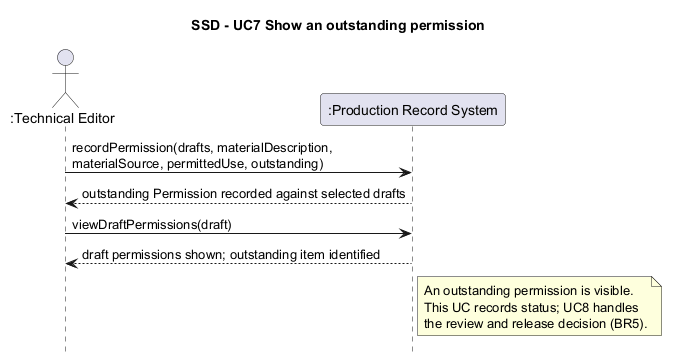 SSD - UC7 Show an outstanding permission
:Technical Editor
:Production Record System
recordPermission(drafts, materialDescription,
materialSource, permittedUse, outstanding)
outstanding Permission recorded against selected drafts
viewDraftPermissions(draft)
draft permissions shown; outstanding item identified
An outstanding permission is visible.
This UC records status; UC8 handles
the review and release decision (BR5).